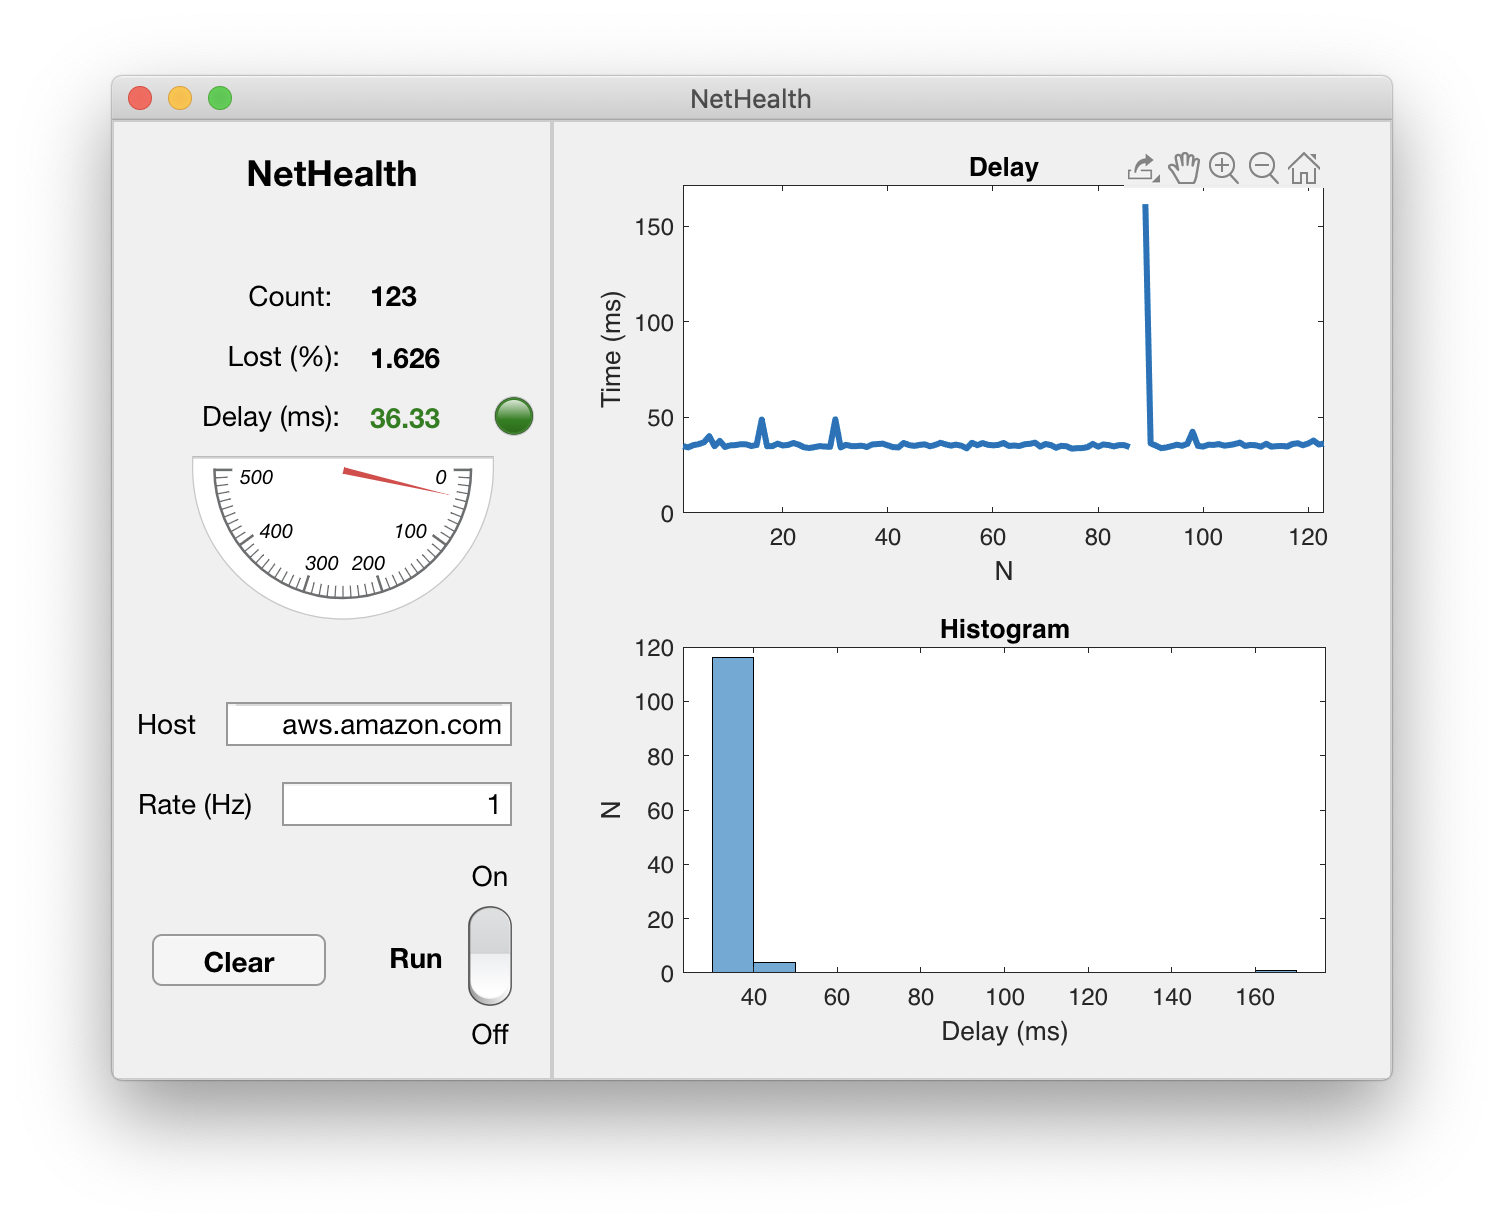 NetHealth
NetHealth
Count: 123
Lost (%): 1.626
Delay (ms): 36.33
500 0
400 100
300 200
Host aws.amazon.com
Rate (Hz) 1
On
Clear Run
Off
Delay
150
100
50
0
Time (ms)
20 40 60 80 100 120
N
Histogram
120
100
80
60
40
20
0
N
40 60 80 100 120 140 160
Delay (ms)